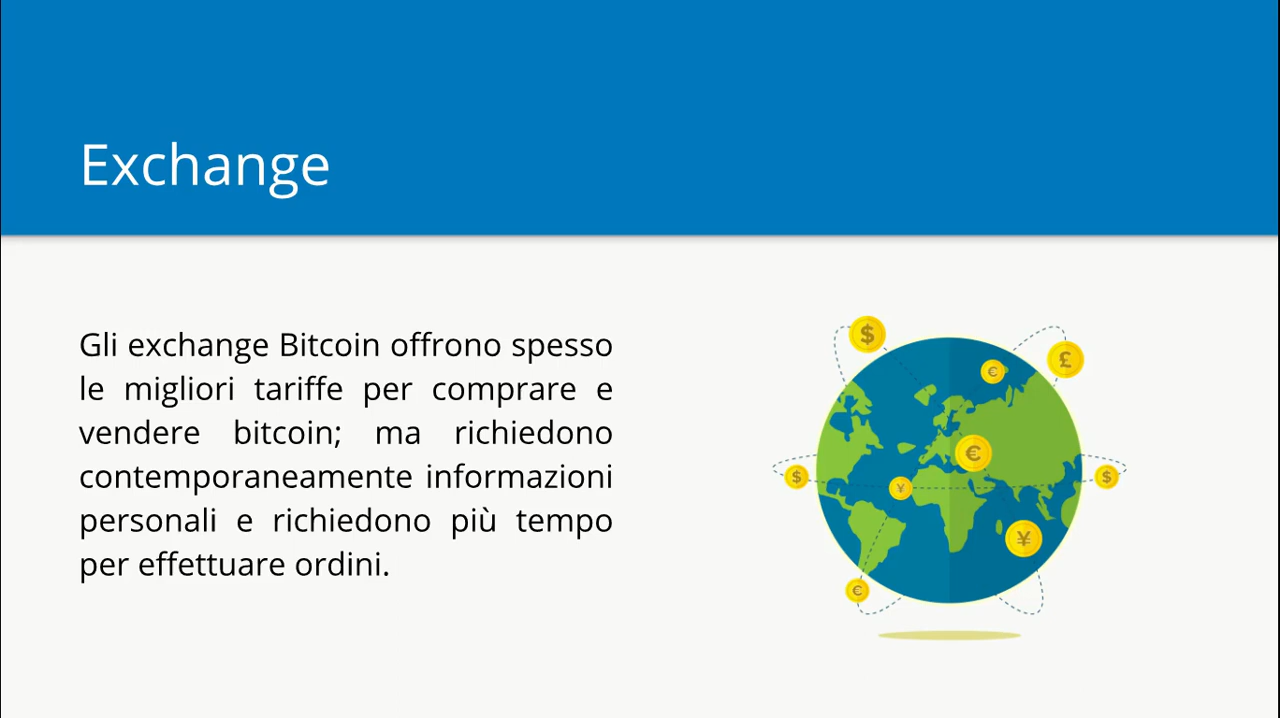 Exchange
Gli exchange Bitcoin offrono spesso
le migliori tariffe per comprare e
vendere bitcoin; ma richiedono
contemporaneamente informazioni
personali e richiedono più tempo
per effettuare ordini.
$
£
€
€
$
$
¥
¥
€